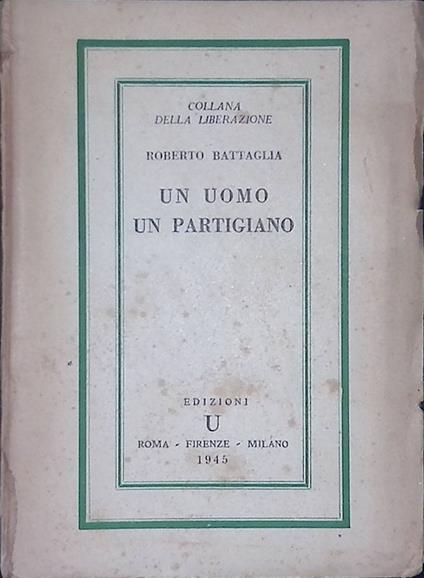 COLLANA
DELLA LIBERAZIONE
ROBERTO BATTAGLIA
UN UOMO
UN PARTIGIANO
EDIZIONI
U
ROMA - FIRENZE - MILANO
1945